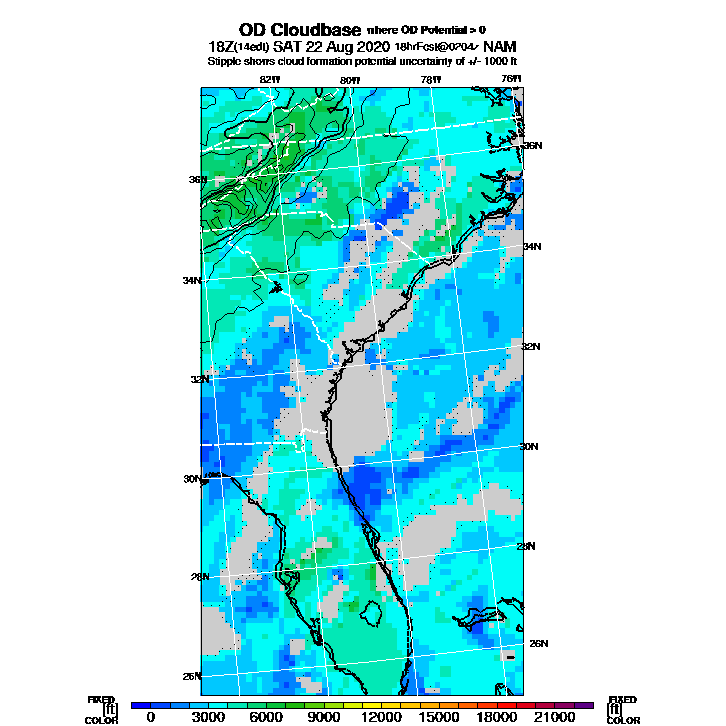 OD Cloudbase where OD Potential > 0
18Z(14edt) SAT 22 Aug 2020 18hrFcst@0204z NAM
Stipple shows cloud formation potential uncertainty of +/- 1000 ft
82W 80W 78W 76W
36N
36N
34N
34N
32N
32N
30N
30N
28N
28N
26N
26N
FIXED [ft] COLOR
0 3000 6000 9000 12000 15000 18000 21000
FIXED [ft] COLOR